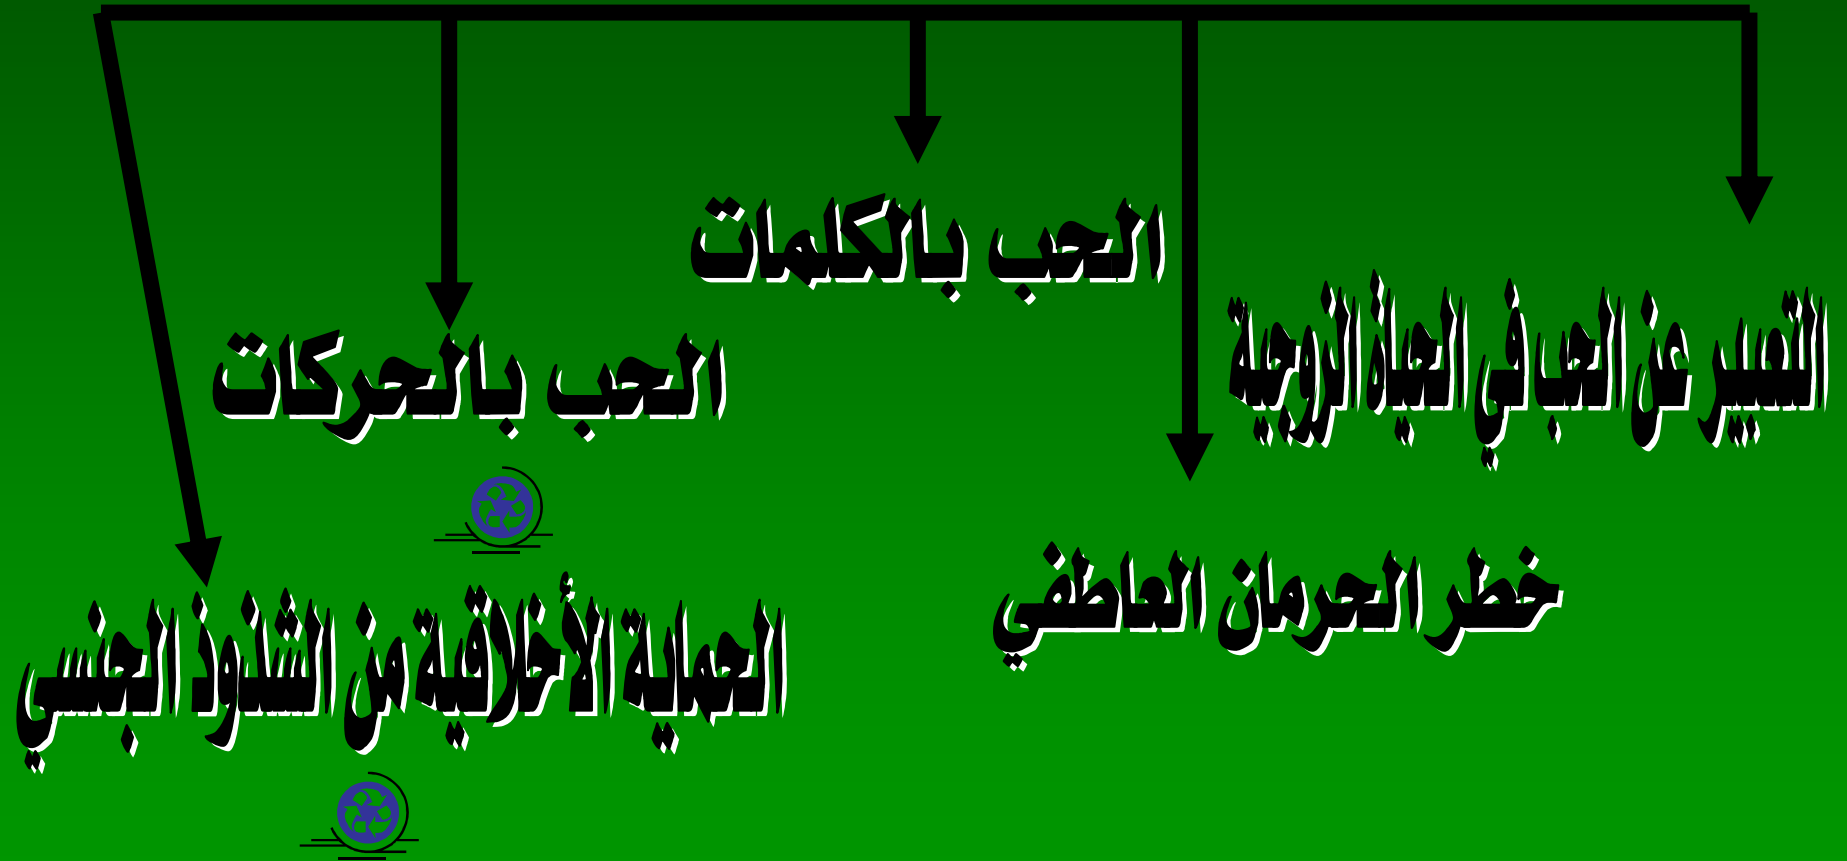 التعبير عن الحب في الحياة الزوجية
خطر الحرمان العاطفي
الحب بالكلمات
الحب بالحركات
الحماية الأخلاقية من الشذوذ الجنسي